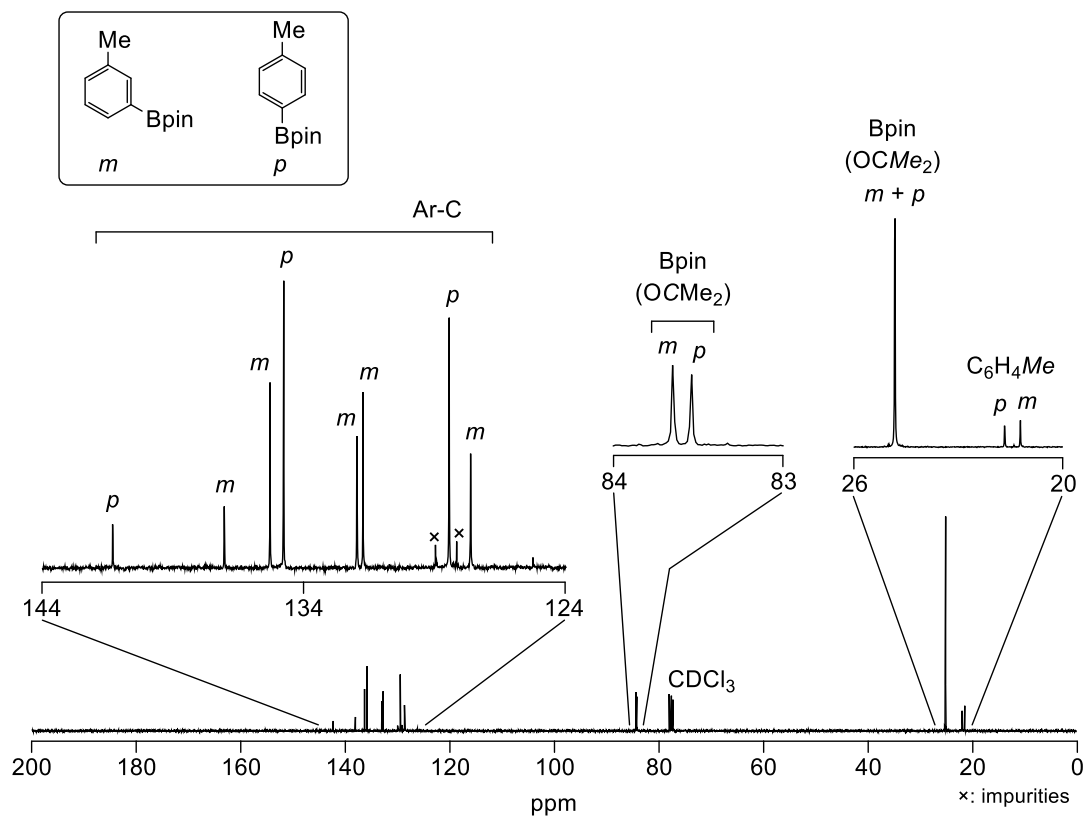 Me
Me
Bpin
Bpin
m
p
Ar-C
p
m
m
p
m
m
p
×
×
m
144
134
124
Bpin
(OCMe₂)
m
p
84
83
Bpin
(OCMe₂)
m + p
C₆H₄Me
p
m
26
20
CDCl₃
200
180
160
140
120
100
80
60
40
20
0
ppm
×: impurities